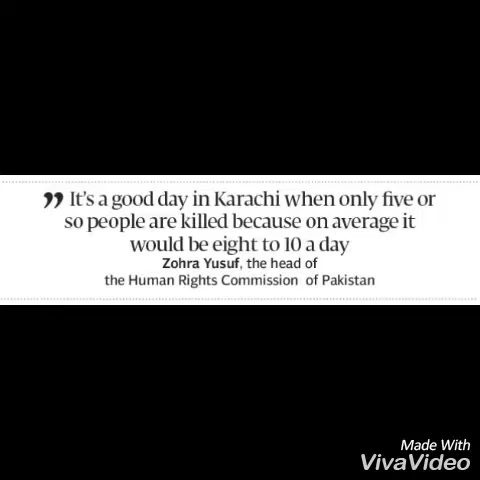 ” It's a good day in Karachi when only five or
so people are killed because on average it
would be eight to 10 a day
Zohra Yusuf, the head of
the Human Rights Commission of Pakistan
Made With
VivaVideo